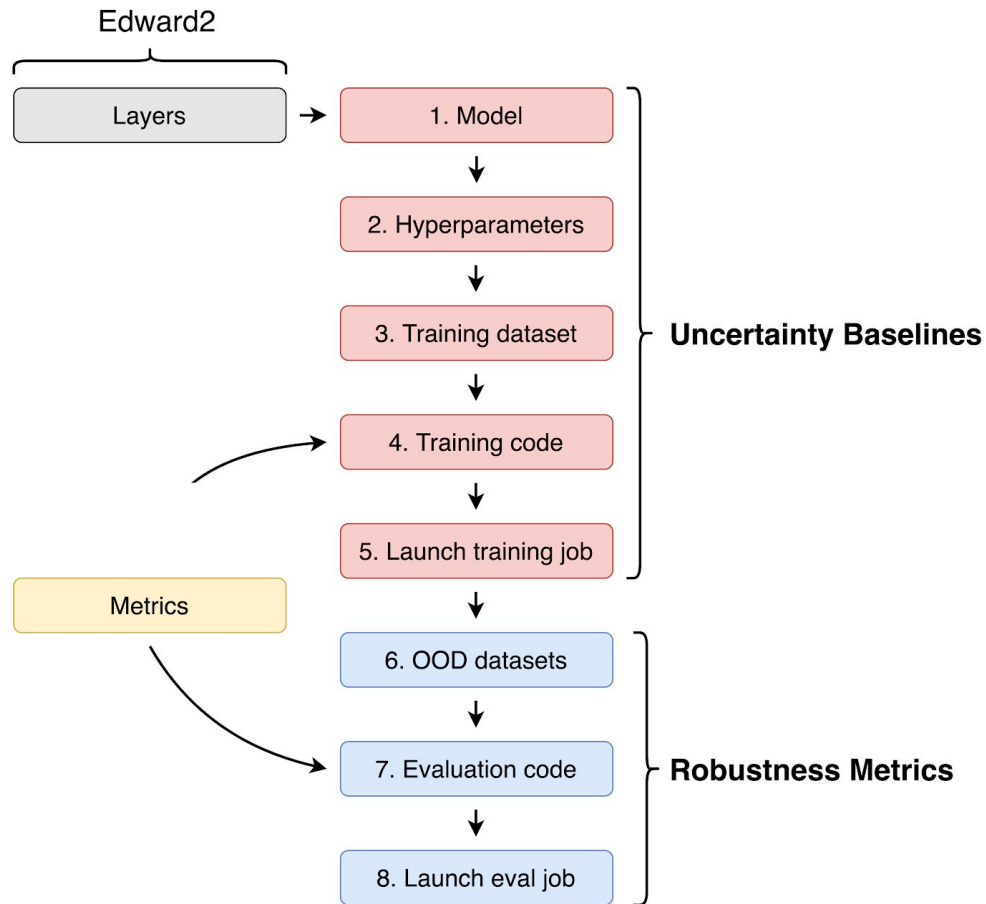 Edward2
Layers
1. Model
2. Hyperparameters
3. Training dataset
Uncertainty Baselines
4. Training code
5. Launch training job
Metrics
6. OOD datasets
7. Evaluation code
Robustness Metrics
8. Launch eval job